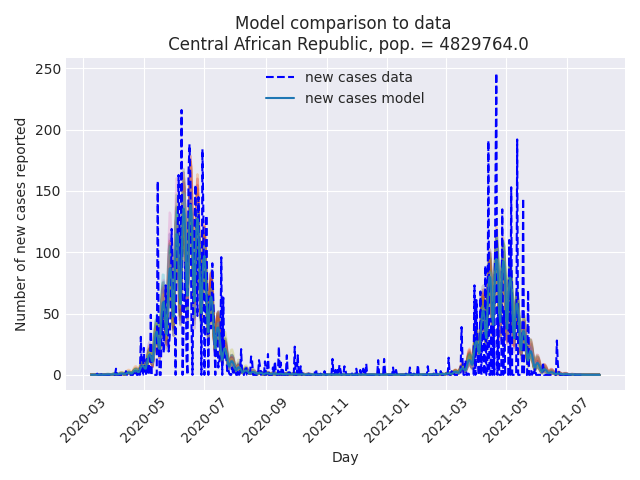 Model comparison to data
Central African Republic, pop. = 4829764.0
new cases data
new cases model
Number of new cases reported
250
200
150
100
50
0
2020-03
2020-05
2020-07
2020-09
2020-11
2021-01
2021-03
2021-05
2021-07
Day